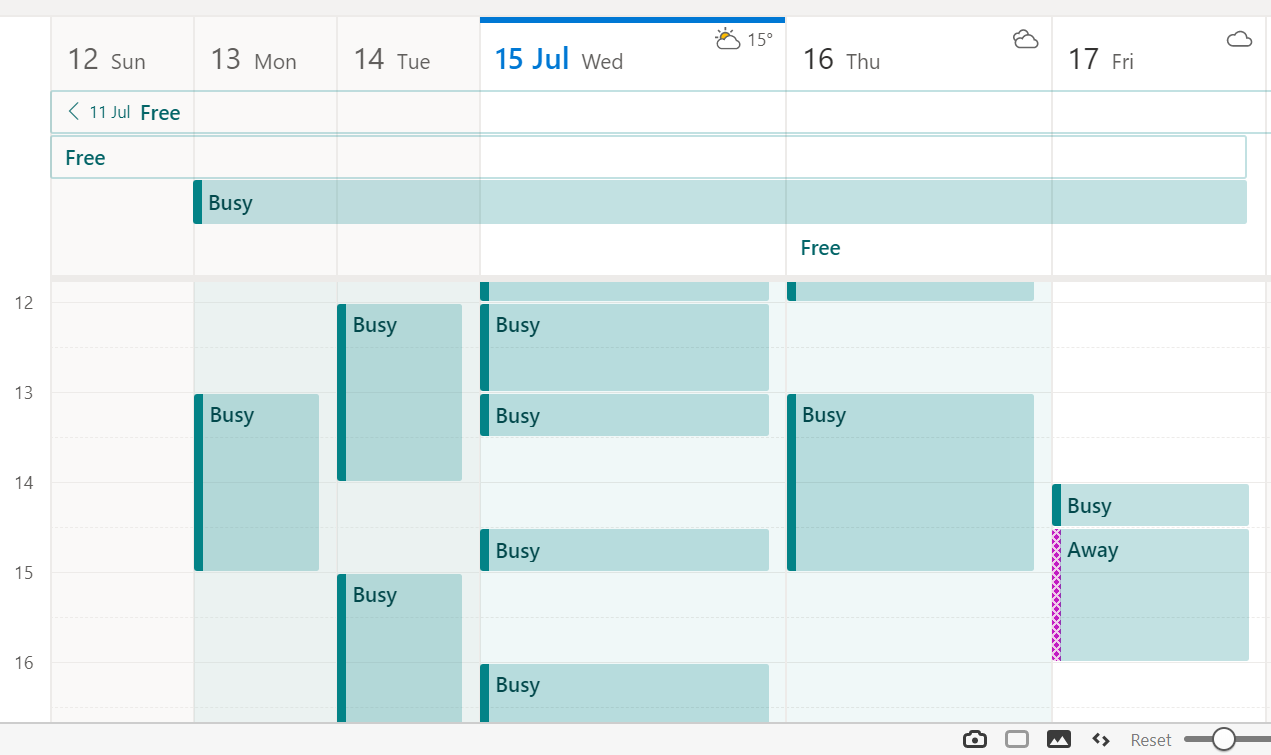 12 Sun 13 Mon 14 Tue 15 Jul Wed 15° 16 Thu 17 Fri
11 Jul Free
Free
Busy
Free
12
Busy Busy
13
Busy Busy Busy
14
Busy
Busy Away
15
Busy
16
Busy
Reset